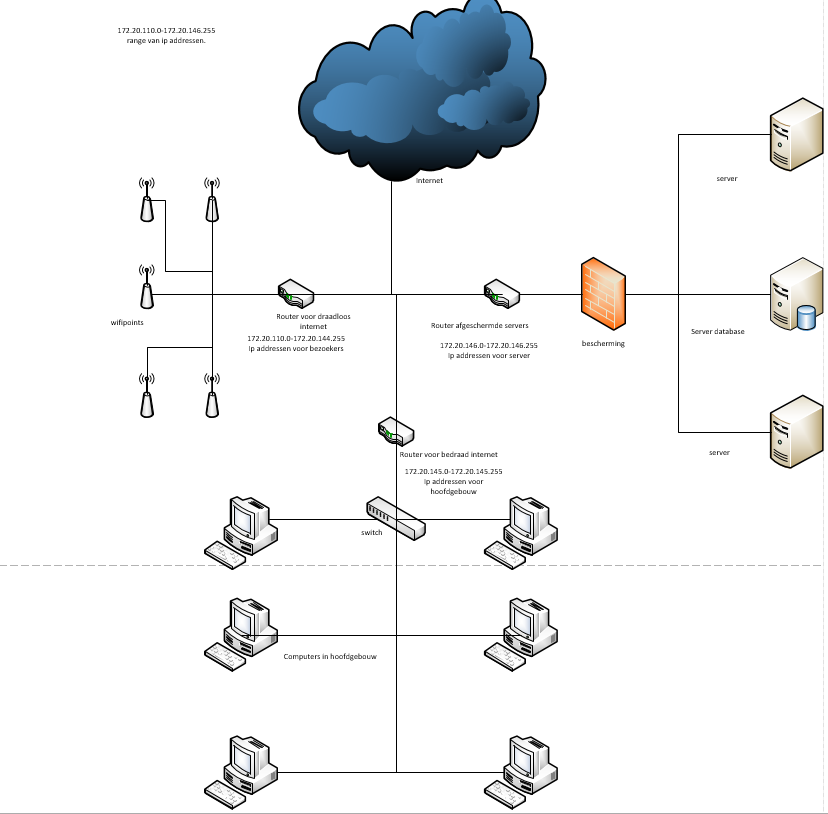 172.20.110.0-172.20.146.255
range van ip addressen.
internet
server
wifipoints
Router voor draadloos
internet
172.20.110.0-172.20.144.255
Ip addressen voor bezoekers
Router afgeschermde servers
172.20.146.0-172.20.146.255
Ip addressen voor server
bescherming
Server database
server
Router voor bedraad internet
172.20.145.0-172.20.145.255
Ip addressen voor
hoofdgebouw
switch
Computers in hoofdgebouw